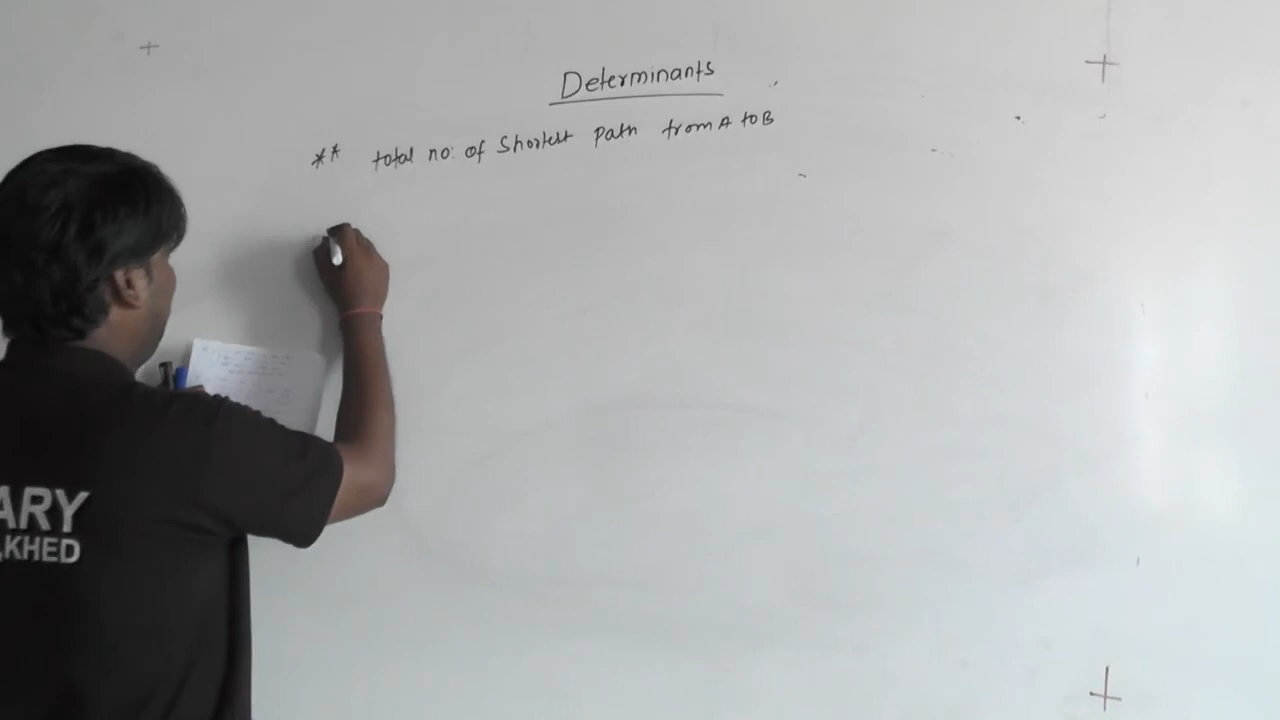 Determinants
** total no: of Shortest Path from A to B
ARY
,KHED